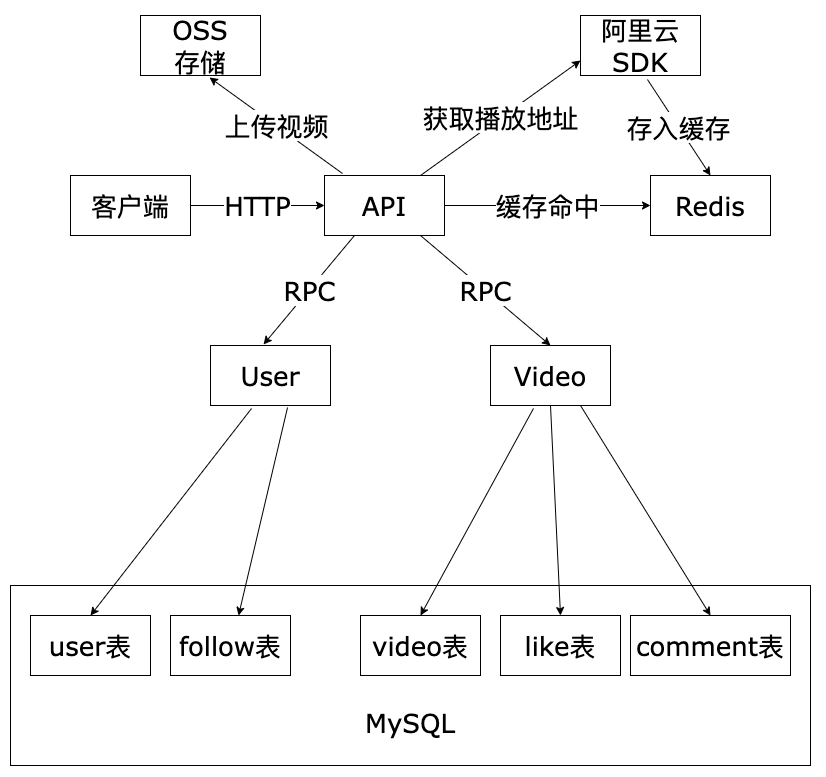 OSS
存储
阿里云
SDK
上传视频
获取播放地址
存入缓存
客户端
HTTP
API
缓存命中
Redis
RPC
RPC
User
Video
user表
follow表
video表
like表
comment表
MySQL